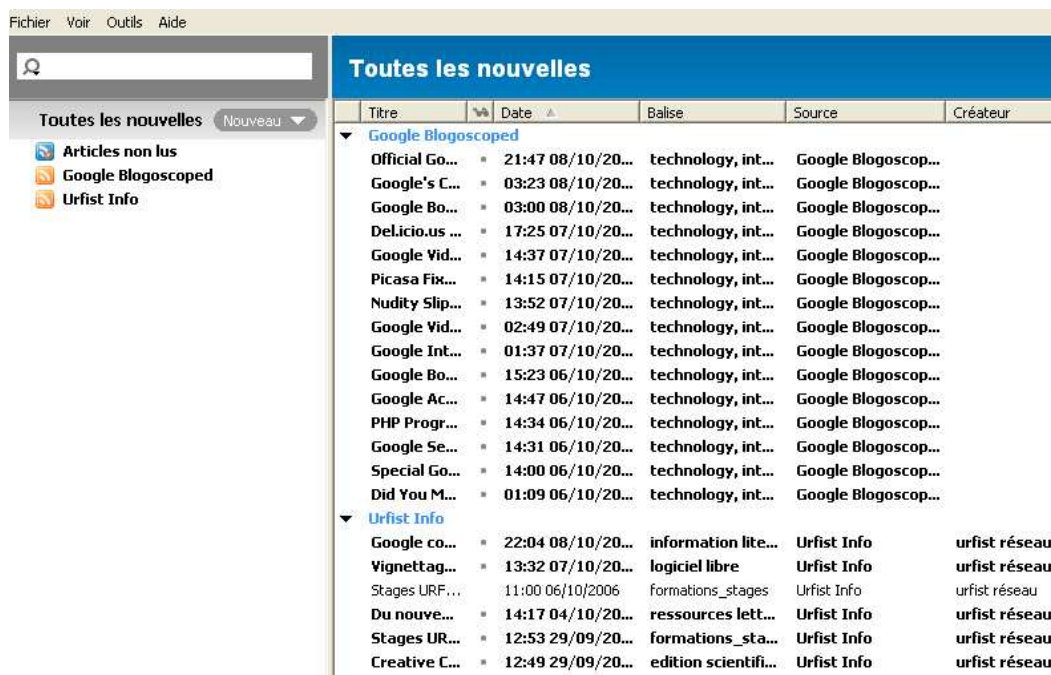 Fichier Voir Outils Aide
Toutes les nouvelles
Toutes les nouvelles Nouveau
Articles non lus
Google Blogoscoped
Urfist Info
Titre Date Balise Source Créateur
Google Blogoscoped
Official Go... 21:47 08/10/20... technology, int... Google Blogoscop...
Google's C... 03:23 08/10/20... technology, int... Google Blogoscop...
Google Bo... 03:00 08/10/20... technology, int... Google Blogoscop...
Del.icio.us ... 17:25 07/10/20... technology, int... Google Blogoscop...
Google Vid... 14:37 07/10/20... technology, int... Google Blogoscop...
Picasa Fix... 14:15 07/10/20... technology, int... Google Blogoscop...
Nudity Slip... 13:52 07/10/20... technology, int... Google Blogoscop...
Google Vid... 02:49 07/10/20... technology, int... Google Blogoscop...
Google Int... 01:37 07/10/20... technology, int... Google Blogoscop...
Google Bo... 15:23 06/10/20... technology, int... Google Blogoscop...
Google Ac... 14:47 06/10/20... technology, int... Google Blogoscop...
PHP Progr... 14:34 06/10/20... technology, int... Google Blogoscop...
Google Se... 14:31 06/10/20... technology, int... Google Blogoscop...
Special Go... 14:00 06/10/20... technology, int... Google Blogoscop...
Did You M... 01:09 06/10/20... technology, int... Google Blogoscop...
Urfist Info
Google co... 22:04 08/10/20... information lite... Urfist Info urfist réseau
Vignettag... 13:32 07/10/20... logiciel libre Urfist Info urfist réseau
Stages URF... 11:00 06/10/2006 formations_stages Urfist Info urfist réseau
Du nouve... 14:17 04/10/20... ressources lett... Urfist Info urfist réseau
Stages UR... 12:53 29/09/20... formations_sta... Urfist Info urfist réseau
Creative C... 12:49 29/09/20... edition scientifi... Urfist Info urfist réseau